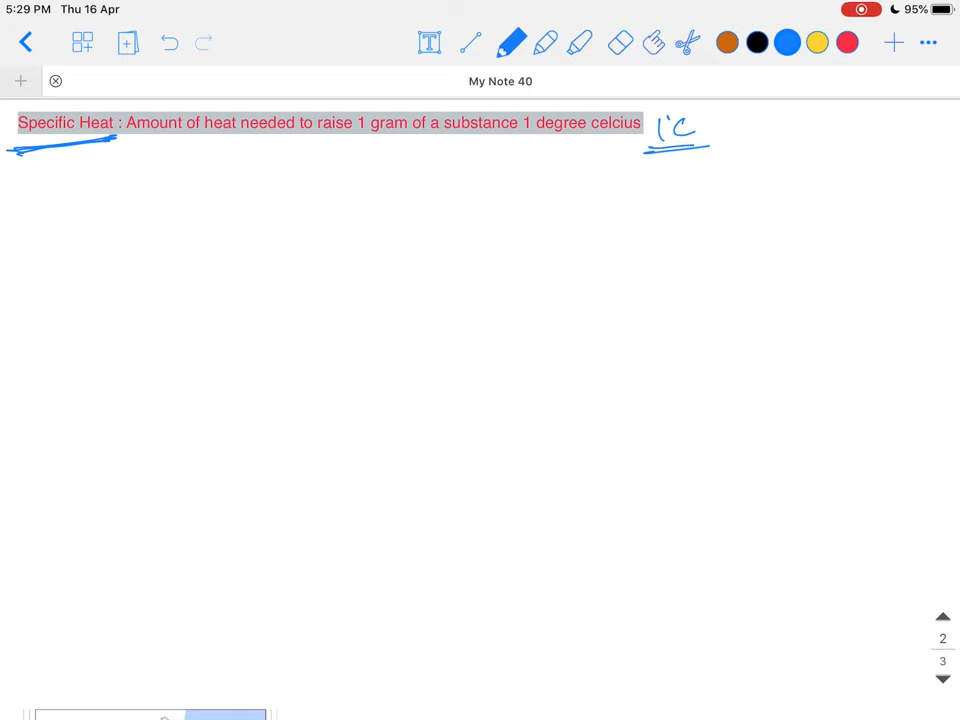 5:29 PM Thu 16 Apr
95%
T
My Note 40
Specific Heat : Amount of heat needed to raise 1 gram of a substance 1 degree celcius 1°C
2
3